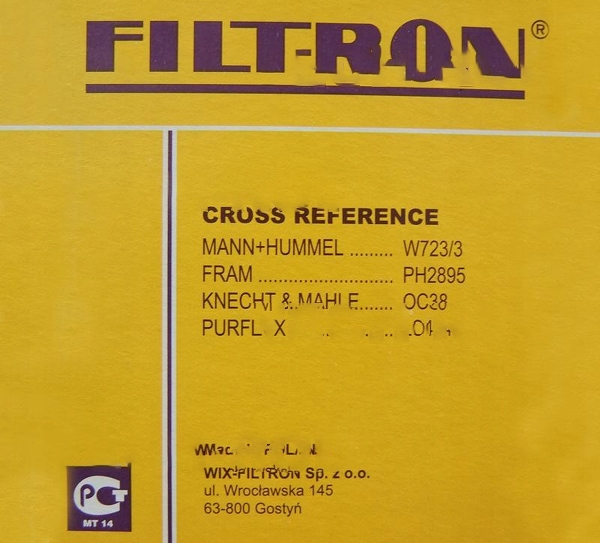 FILTRON®
CROSS REFERENCE
MANN+HUMMEL ......... W723/3
FRAM .......................... PH2895
KNECHT & MAHLE....... OC38
WIX-FILTRON Sp. z o.o.
ul. Wrocławska 145
63-800 Gostyń
PCT
MT 14